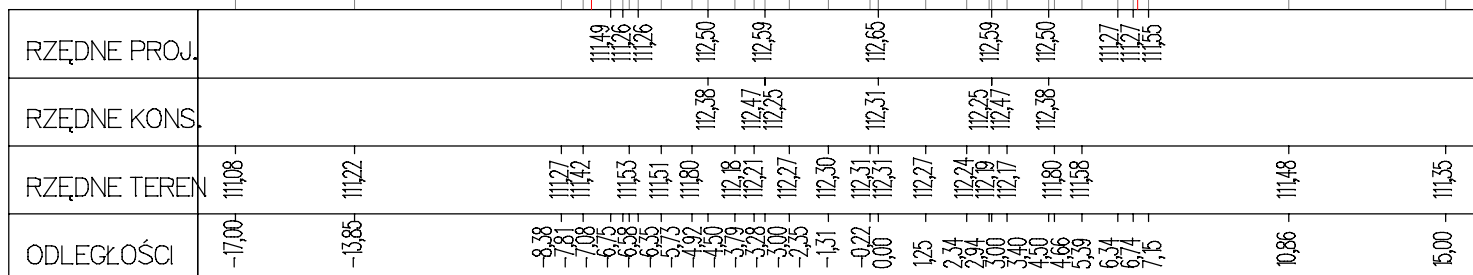 RZĘDNE PROJ. 111,49 111,26 111,26 112,50 112,59 112,65 112,59 112,50 111,27 111,27 111,55
RZĘDNE KONS. 112,38 112,47 112,25 112,31 112,25 112,47 112,38
RZĘDNE TEREN 111,08 111,22 111,27 111,42 111,53 111,51 111,80 112,18 112,21 112,27 112,30 112,31 112,31 112,27 112,24 112,19 112,17 111,80 111,58 111,48 111,35
ODLEGŁOŚCI -17,00 -13,85 -8,38 -7,81 -7,08 -6,75 -6,58 -6,35 -5,73 -4,92 -4,50 -3,79 -3,28 -3,00 -2,35 -1,31 -0,22 0,00 1,25 2,34 2,94 3,00 3,40 4,50 4,66 5,39 6,34 6,74 7,15 10,86 15,00